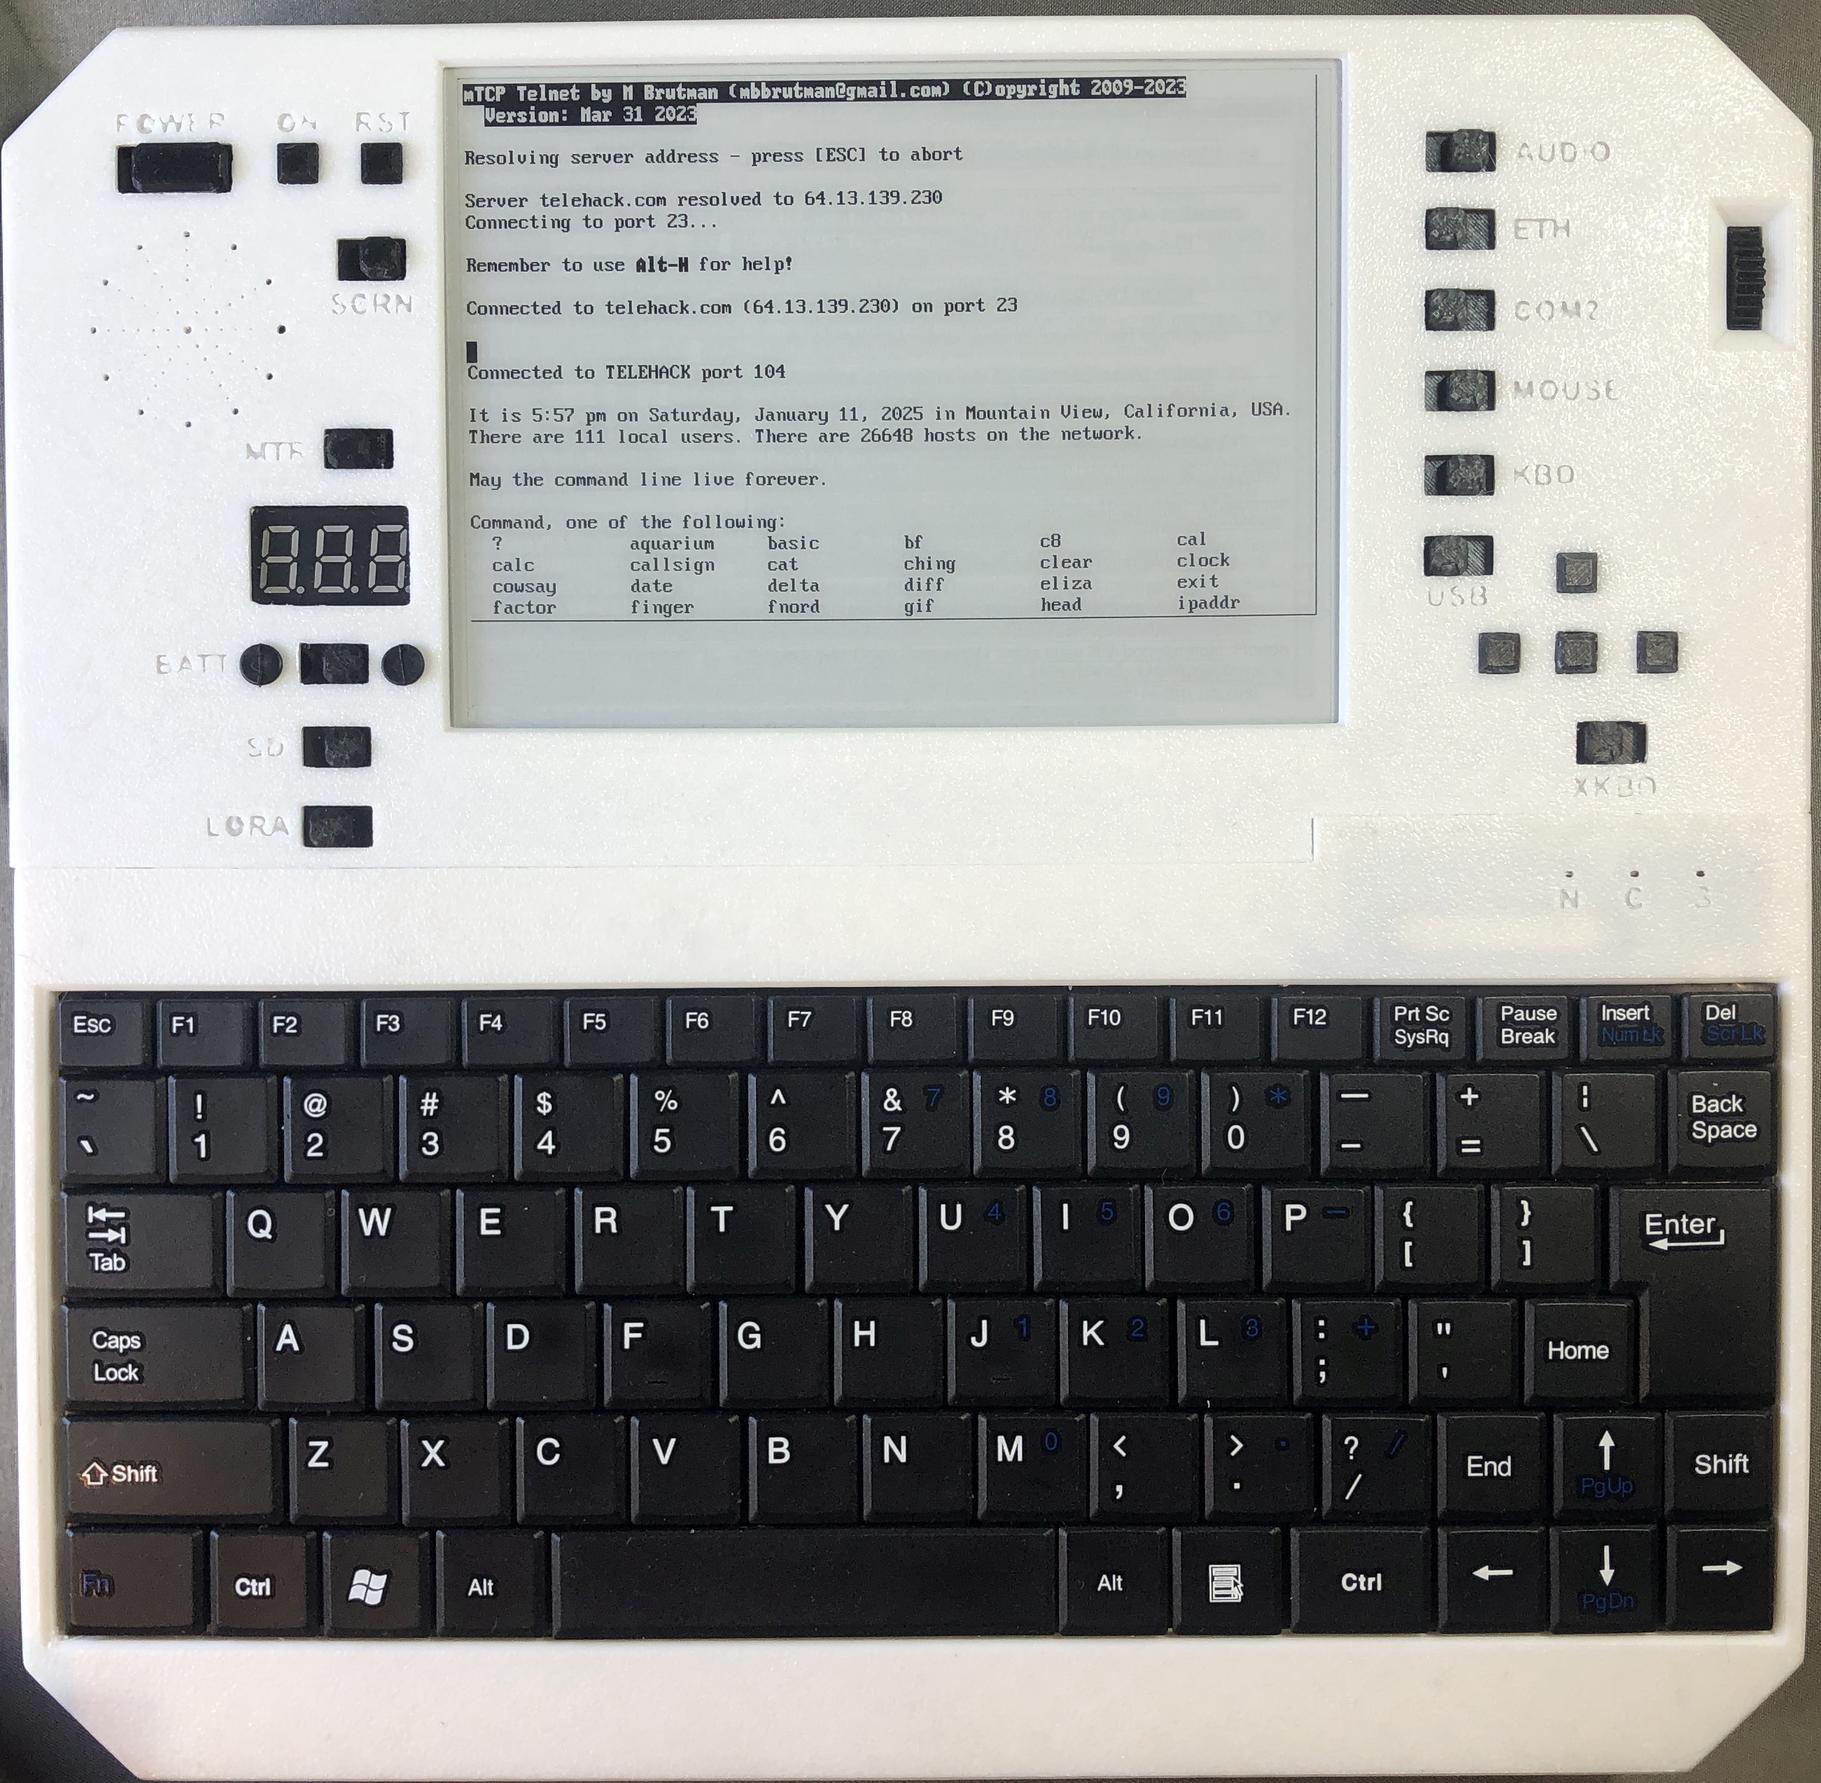 POWER ON RST
SCRN
MTR
BATT
SD
LORA
mTCP Telnet by M Brutman (mbbrutman@gmail.com) (C)opyright 2009-2023
Version: Mar 31 2023
Resolving server address - press [ESC] to abort
Server telehack.com resolved to 64.13.139.230
Connecting to port 23...
Remember to use Alt-H for help!
Connected to telehack.com (64.13.139.230) on port 23
Connected to TELEHACK port 104
It is 5:57 pm on Saturday, January 11, 2025 in Mountain View, California, USA.
There are 111 local users. There are 26648 hosts on the network.
May the command line live forever.
Command, one of the following:
? aquarium basic bf c8 cal
calc callsign cat ching clear clock
cowsay date delta diff eliza exit
factor finger fnord gif head ipaddr
AUDIO
ETH
COM2
MOUSE
KBD
USB
XKBD
N C S
Esc F1 F2 F3 F4 F5 F6 F7 F8 F9 F10 F11 F12 Prt Sc Pause Insert Del
SysRq Break Num Lk Scr Lk
~ ! @ # $ % ^ & 7 * 8 ( 9 ) * — + ¦ Back
` 1 2 3 4 5 6 7 8 9 0 - = \ Space
Tab Q W E R T Y U 4 I 5 O 6 P - { } Enter
[ ]
Caps A S D F G H J 1 K 2 L 3 : + " Home
Lock ; '
Shift Z X C V B N M 0 < > . ? / End ↑ Shift
, . / PgUp
Fn Ctrl Alt Alt Ctrl ← ↓ →
PgDn